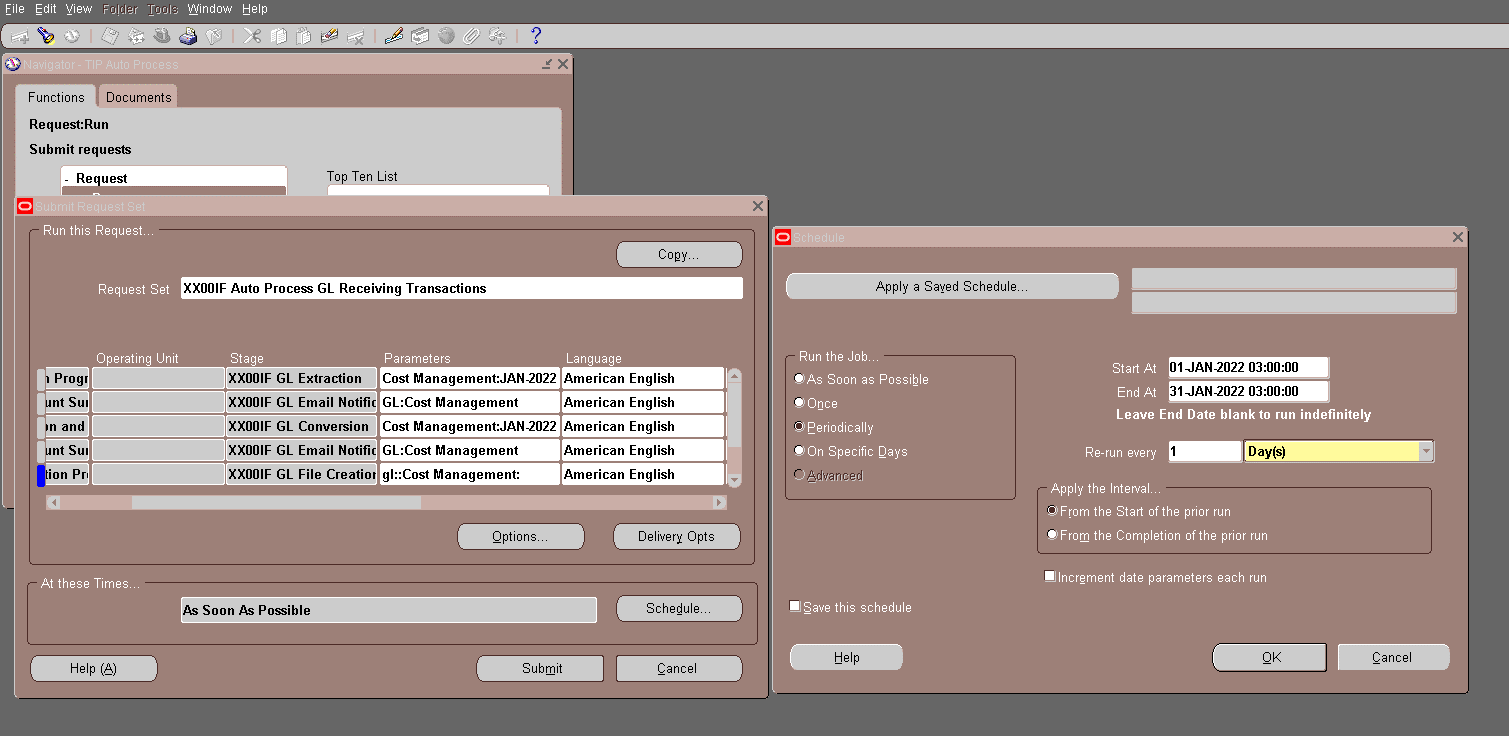 File Edit View Folder Tools Window Help
Navigator - TIP Auto Process
Functions Documents
Request:Run
Submit requests
- Request
Top Ten List
Submit Request Set
Run this Request...
Copy...
Request Set XX00IF Auto Process GL Receiving Transactions
Operating Unit Stage Parameters Language
n Progr XX00IF GL Extraction Cost Management:JAN-2022 American English
unt Sur XX00IF GL Email Notific GL:Cost Management American English
on and XX00IF GL Conversion Cost Management:JAN-2022 American English
unt Sur XX00IF GL Email Notific GL:Cost Management American English
tion Pr XX00IF GL File Creation gl::Cost Management: American English
Options... Delivery Opts
At these Times...
As Soon As Possible Schedule...
Help (A) Submit Cancel
Schedule
Apply a Saved Schedule...
Run the Job...
As Soon as Possible
Once
Periodically
On Specific Days
Advanced
Start At 01-JAN-2022 03:00:00
End At 31-JAN-2022 03:00:00
Leave End Date blank to run indefinitely
Re-run every 1 Day(s)
Apply the Interval...
From the Start of the prior run
From the Completion of the prior run
Increment date parameters each run
Save this schedule
Help OK Cancel